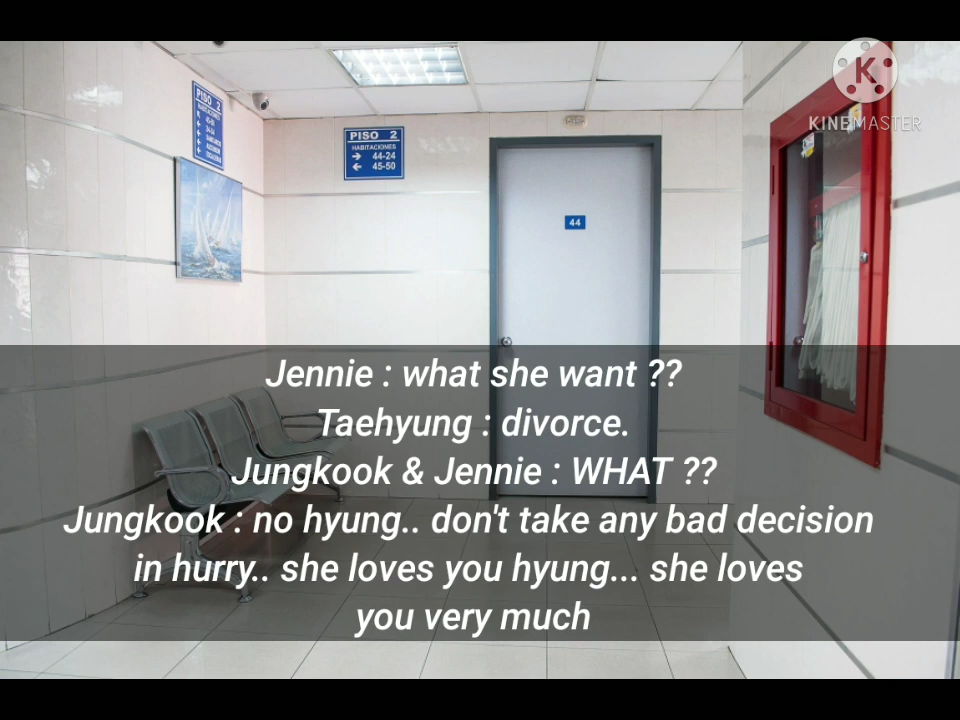 PISO 2
HABITACIONES
PISO 2
HABITACIONES
44-24
45-50
44
K
KINEMASTER
Jennie : what she want ??
Taehyung : divorce.
Jungkook & Jennie : WHAT ??
Jungkook : no hyung.. don't take any bad decision
in hurry.. she loves you hyung... she loves
you very much